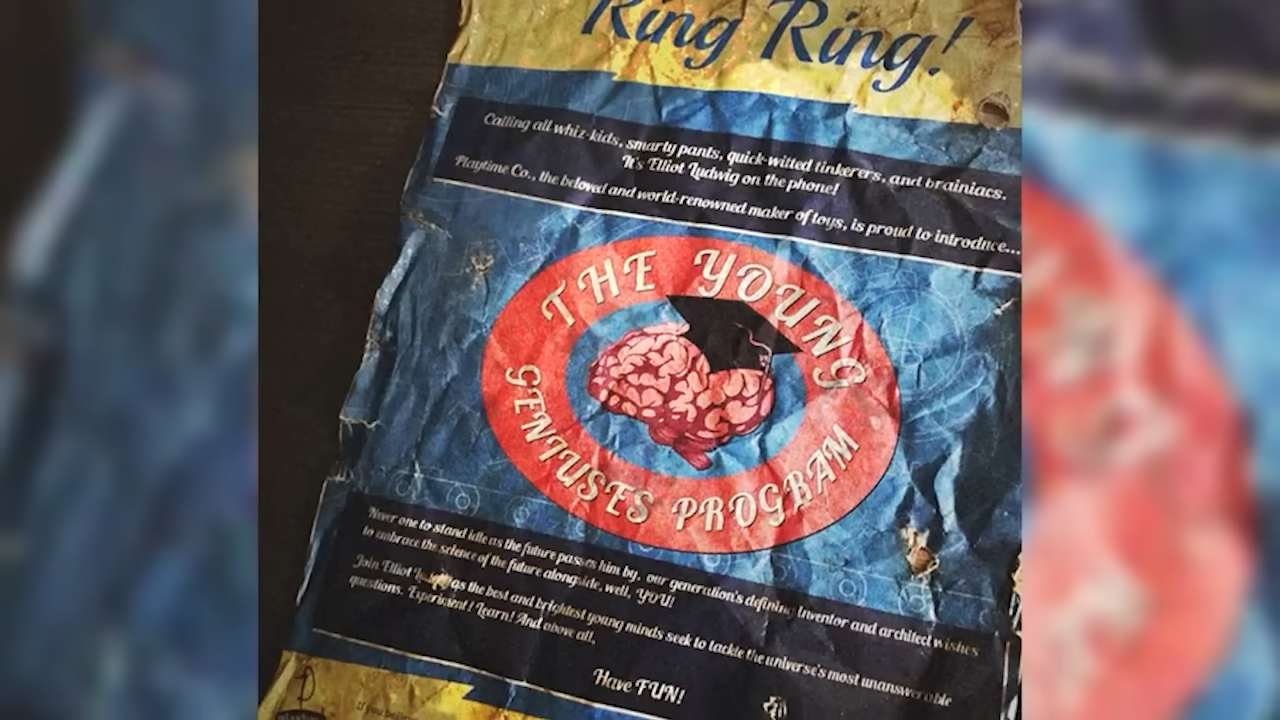 Ring Ring!
Calling all whiz-kids, smarty pants, quick-witted tinkerers, and brainiacs.
It's Elliot Ludwig on the phone!
Playtime Co., the beloved and world-renowned maker of toys, is proud to introduce...
THE YOUNG
GENIUSES PROGRAM
Never one to stand idle as the future passes him by, our generation's defining inventor and architect wishes
to embrace the science of the future alongside, well, YOU!
Join Elliot Ludwig as the best and brightest young minds seek to tackle the universe's most unanswerable
questions. Experiment! Learn! And above all,
Have FUN!
D
If you believe